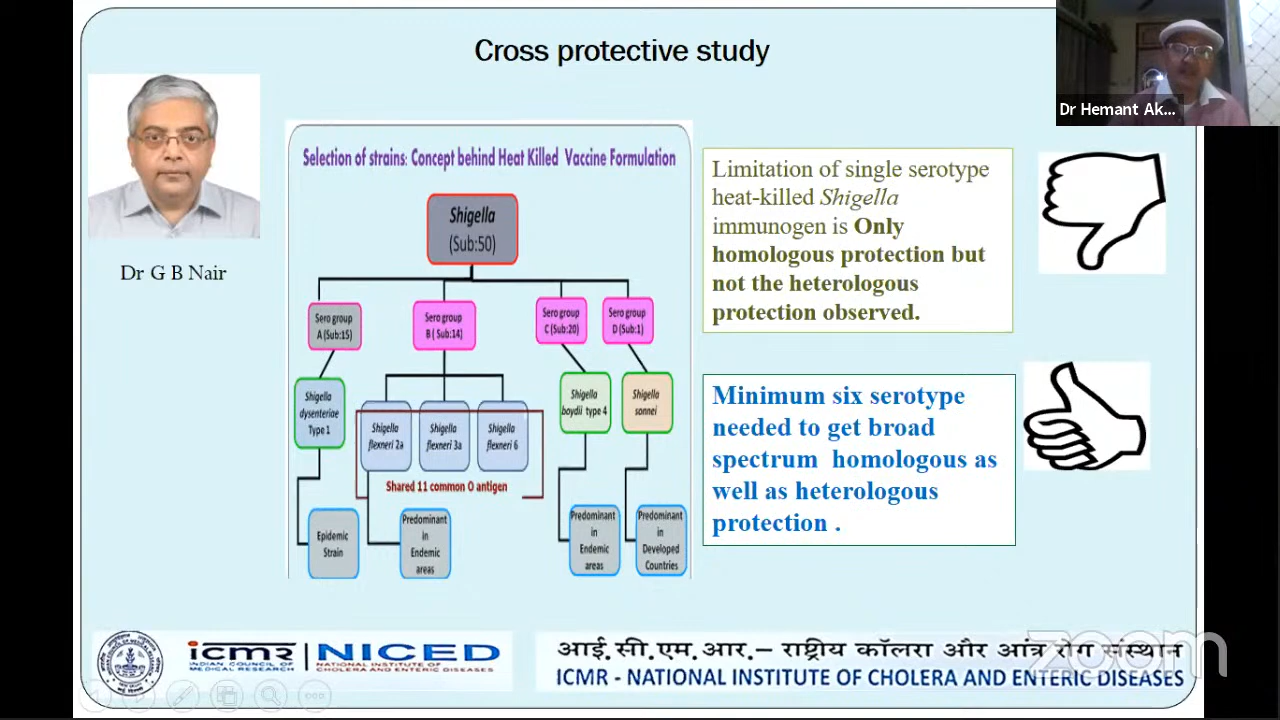 Cross protective study
Dr Hemant Ak...
Dr G B Nair
Selection of strains: Concept behind Heat Killed Vaccine Formulation
Shigella
(Sub:50)
Sero group
A (Sub:15)
Sero group
B( Sub:14)
Sero group
C (Sub:20)
Sero group
D (Sub:1)
Shigella
dysenteriae
Type 1
Shigella
flexneri 2a
Shigella
flexneri 3a
Shigella
flexneri 6
Shigella
boydii type 4
Shigella
sonnei
Shared 11 common O antigen
Epidemic
Strain
Predominant
in
Endemic
areas
Predominant
in
Endemic
areas
Predominant
in
Developed
Countries
Limitation of single serotype
heat-killed Shigella
immunogen is Only
homologous protection but
not the heterologous
protection observed.
Minimum six serotype
needed to get broad
spectrum homologous as
well as heterologous
protection .
icmr
INDIAN COUNCIL OF
MEDICAL RESEARCH
NICED
NATIONAL INSTITUTE OF
CHOLERA AND ENTERIC DISEASES
आई.सी.एम.आर.– राष्ट्रीय कॉलरा और आंत्र रोग संस्थान
ICMR - NATIONAL INSTITUTE OF CHOLERA AND ENTERIC DISEASES
zoom